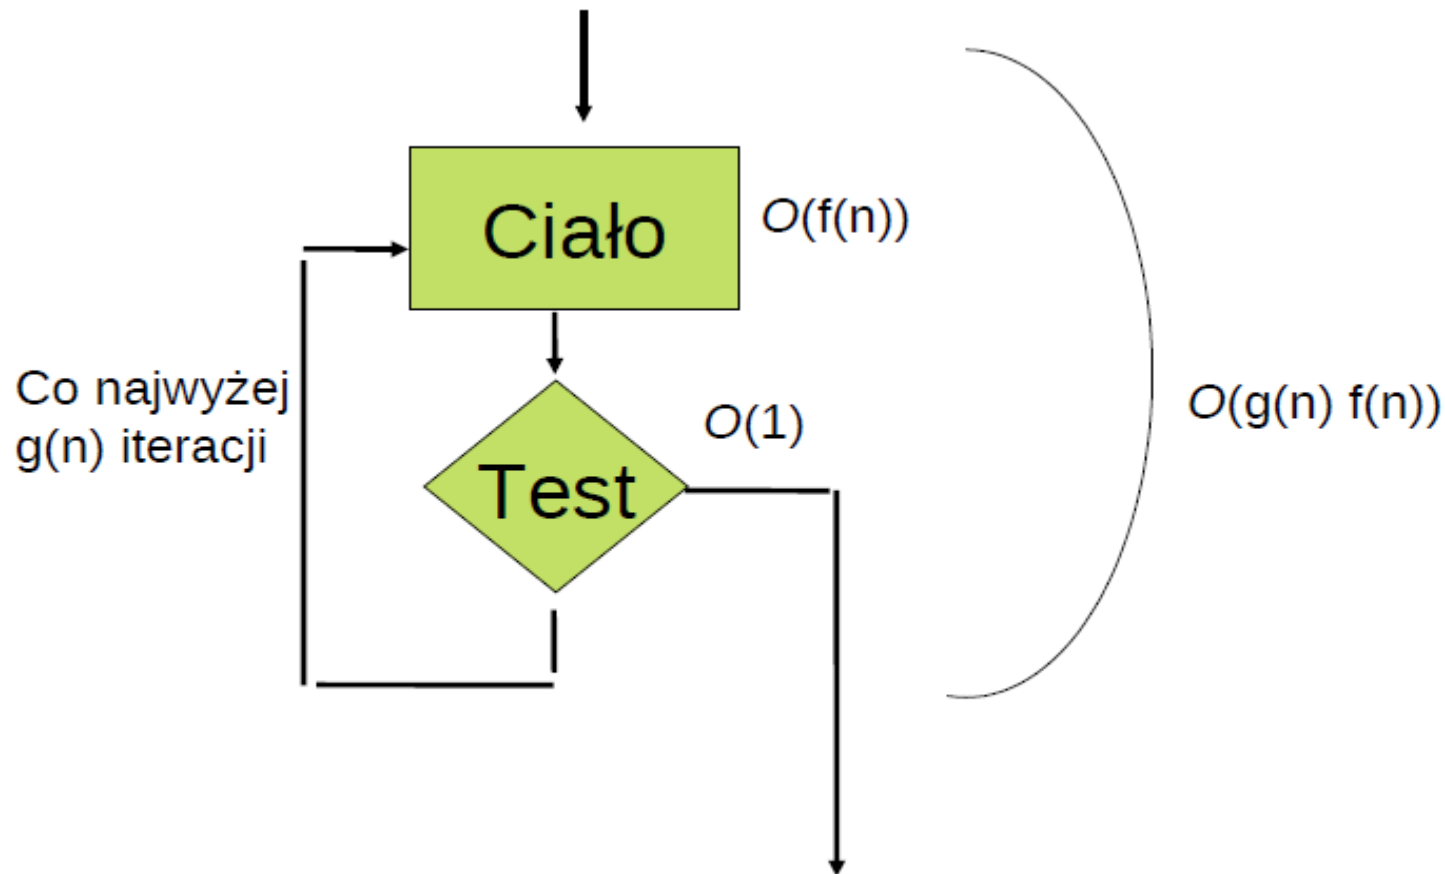 Ciało
O(f(n))
Co najwyżej
g(n) iteracji
O(1)
Test
O(g(n) f(n))